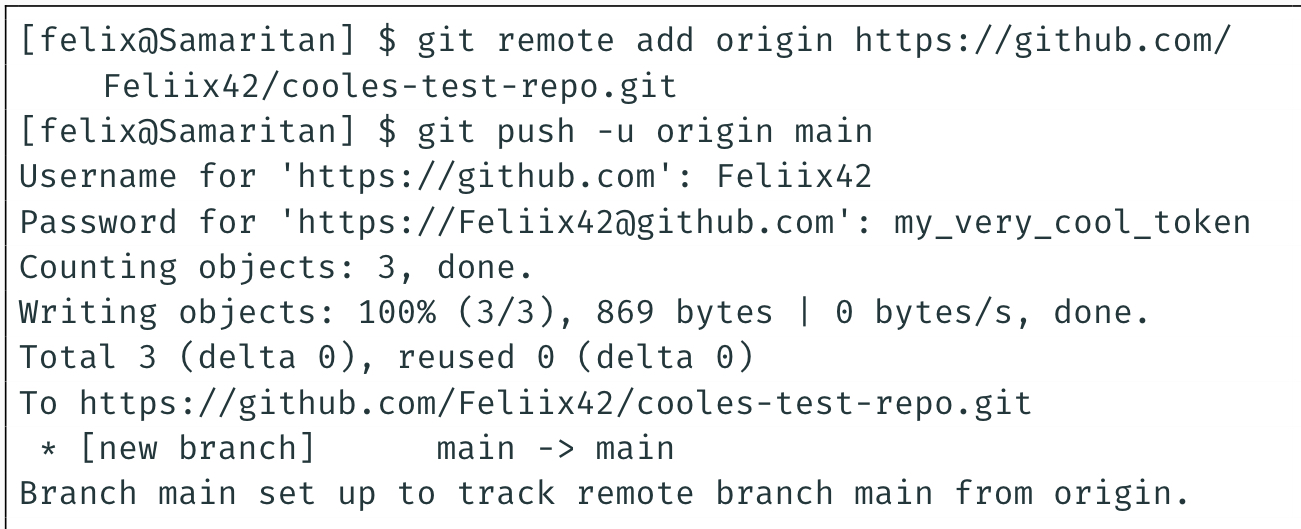 [felix@Samaritan] $ git remote add origin https://github.com/
Feliix42/cooles-test-repo.git
[felix@Samaritan] $ git push -u origin main
Username for 'https://github.com': Feliix42
Password for 'https://Feliix42@github.com': my_very_cool_token
Counting objects: 3, done.
Writing objects: 100% (3/3), 869 bytes | 0 bytes/s, done.
Total 3 (delta 0), reused 0 (delta 0)
To https://github.com/Feliix42/cooles-test-repo.git
 * [new branch]      main -> main
Branch main set up to track remote branch main from origin.